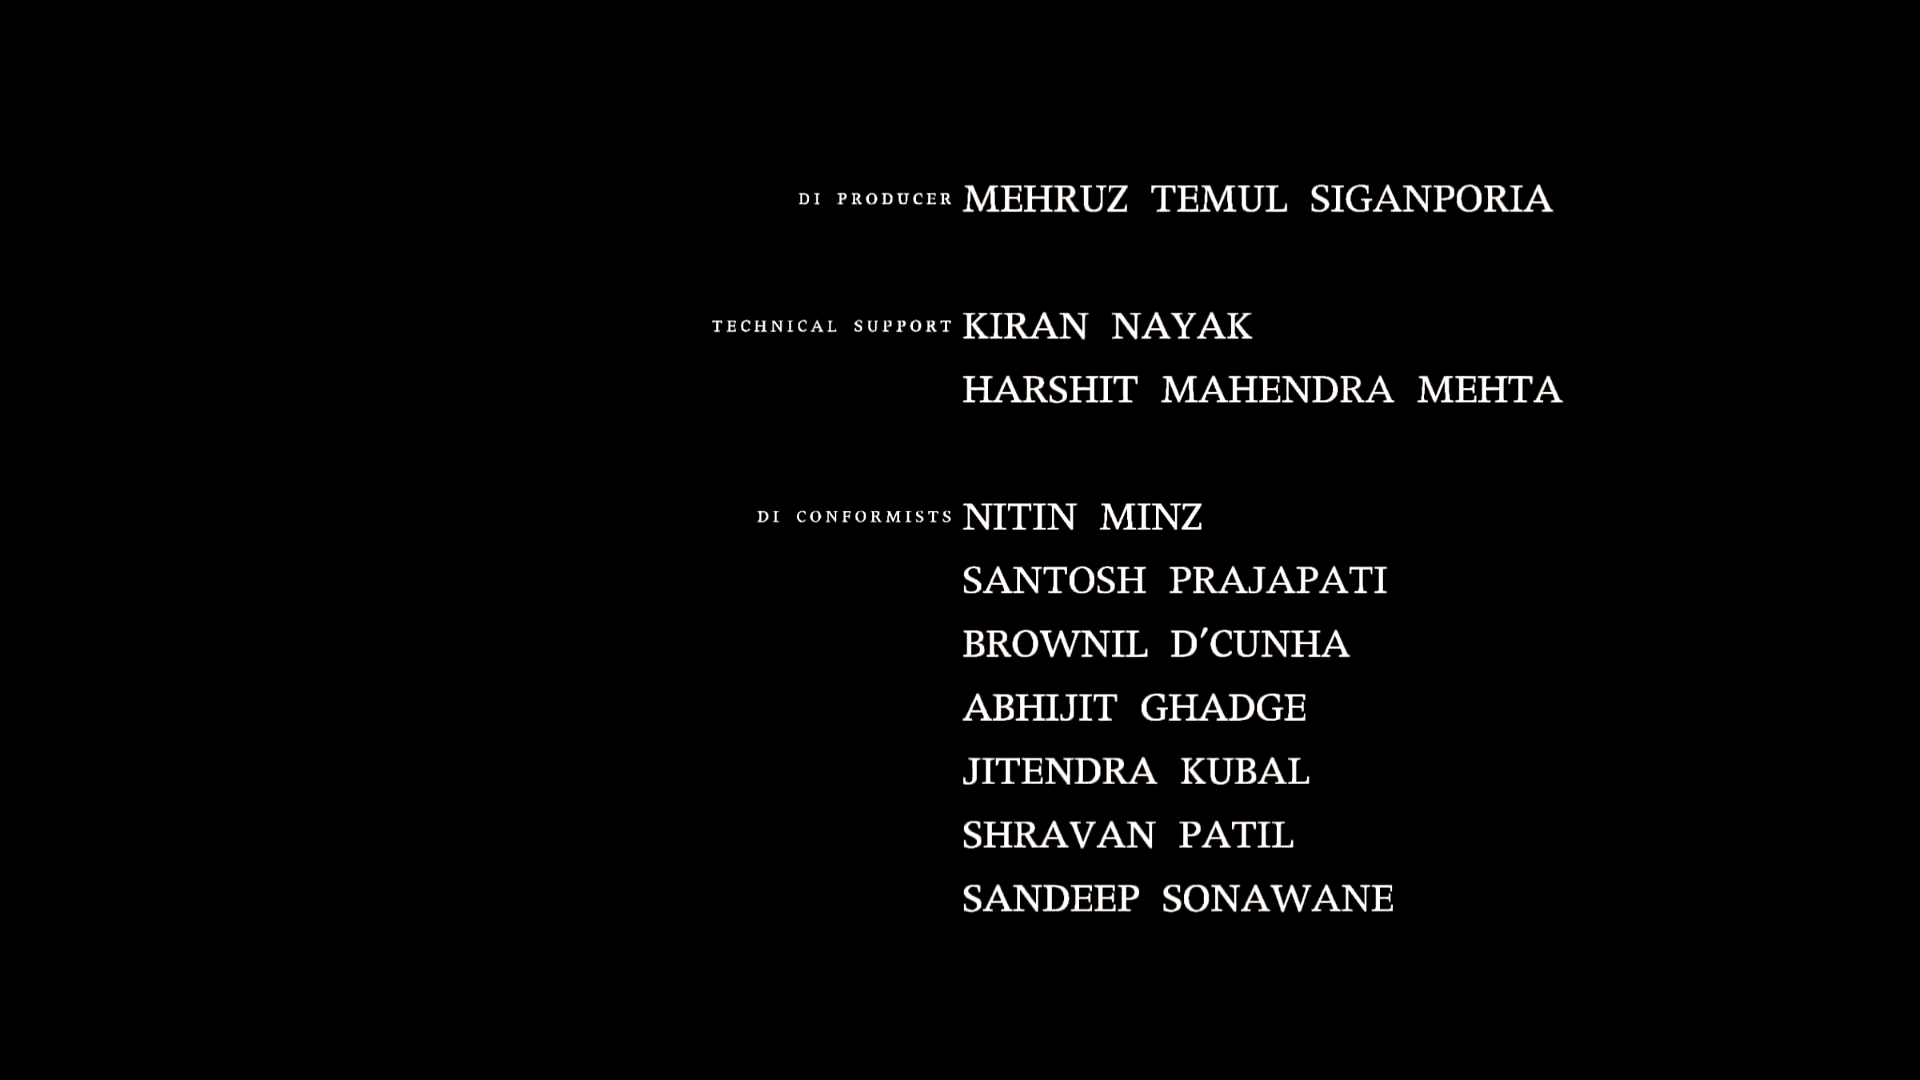 DI PRODUCER MEHRUZ TEMUL SIGANPORIA
TECHNICAL SUPPORT KIRAN NAYAK
HARSHIT MAHENDRA MEHTA
DI CONFORMISTS NITIN MINZ
SANTOSH PRAJAPATI
BROWNIL D'CUNHA
ABHIJIT GHADGE
JITENDRA KUBAL
SHRAVAN PATIL
SANDEEP SONAWANE